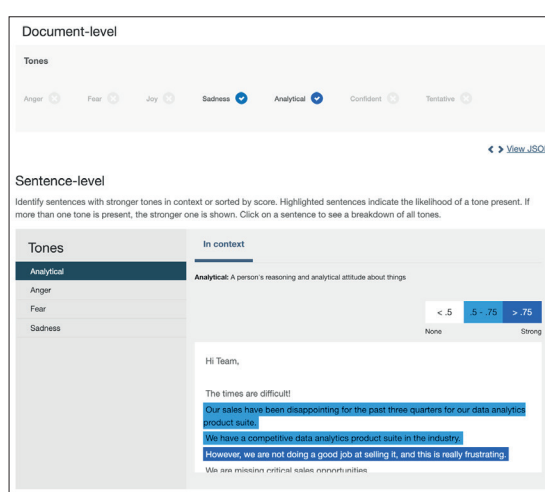 Document-level
Tones
Anger Fear Joy Sadness Analytical Confident Tentative
View JSO
Sentence-level
Identify sentences with stronger tones in context or sorted by score. Highlighted sentences indicate the likelihood of a tone present. If
more than one tone is present, the stronger one is shown. Click on a sentence to see a breakdown of all tones.
Tones
In context
Analytical
Anger
Fear
Sadness
Analytical: A person's reasoning and analytical attitude about things
< .5 .5 - .75 > .75
None Strong
Hi Team,
The times are difficult!
Our sales have been disappointing for the past three quarters for our data analytics
product suite.
We have a competitive data analytics product suite in the industry.
However, we are not doing a good job at selling it, and this is really frustrating.
We are missing critical sales opportunities